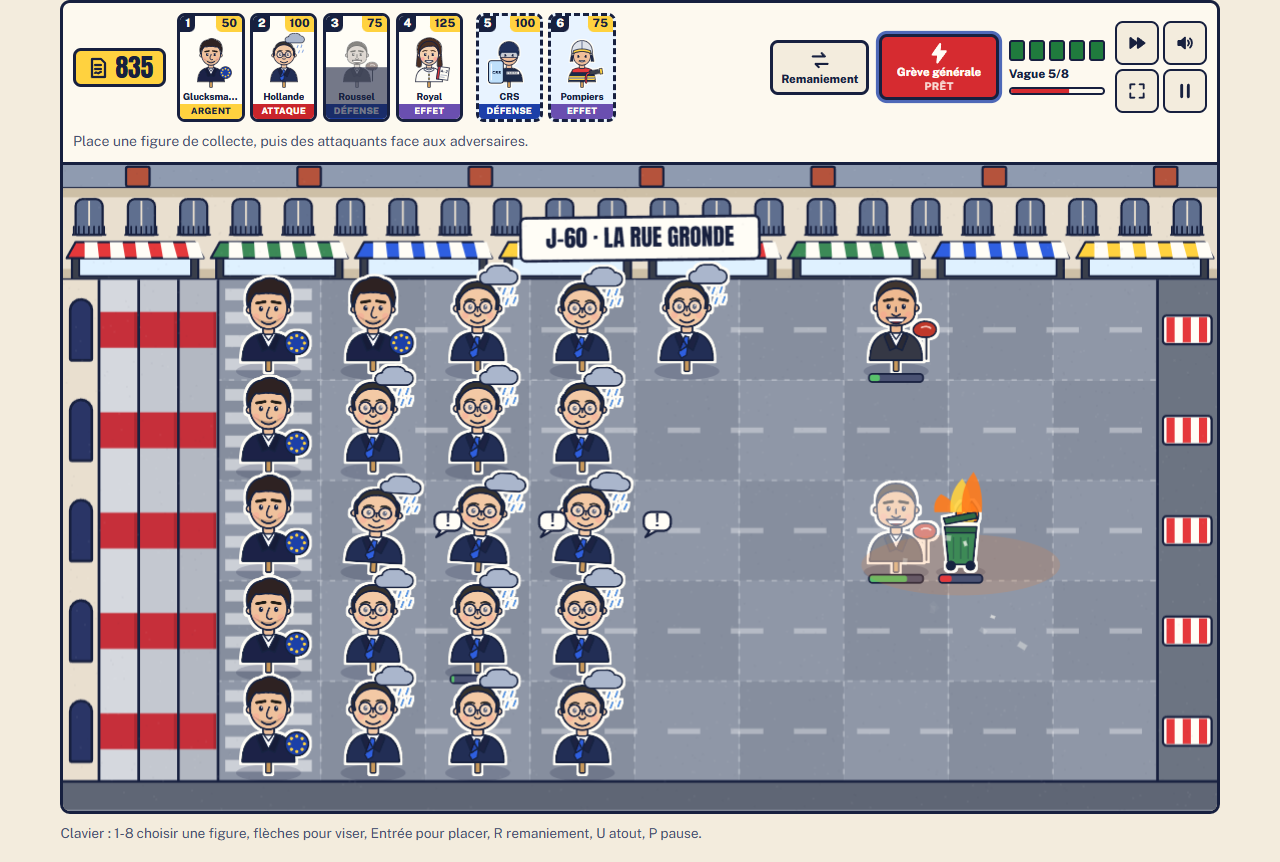 835
1 50
Glucksma...
ARGENT
2 100
Hollande
ATTAQUE
3 75
Roussel
DÉFENSE
4 125
Royal
EFFET
5 100
CRS
CRS
DÉFENSE
6 75
Pompiers
EFFET
Remaniement
Grève générale
PRÊT
Vague 5/8
Place une figure de collecte, puis des attaquants face aux adversaires.
J-60 · LA RUE GRONDE
!
!
!
Clavier : 1-8 choisir une figure, flèches pour viser, Entrée pour placer, R remaniement, U atout, P pause.